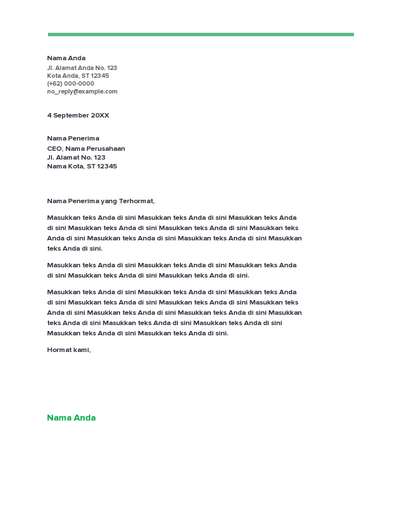 Nama Anda
Jl. Alamat Anda No. 123
Kota Anda, ST 12345
(+62) 000-0000
no_reply@example.com
4 September 20XX
Nama Penerima
CEO, Nama Perusahaan
Jl. Alamat No. 123
Nama Kota, ST 12345
Nama Penerima yang Terhormat,
Masukkan teks Anda di sini Masukkan teks Anda di sini Masukkan teks Anda
di sini Masukkan teks Anda di sini Masukkan teks Anda di sini Masukkan teks
Anda di sini Masukkan teks Anda di sini Masukkan teks Anda di sini Masukkan
teks Anda di sini.
Masukkan teks Anda di sini Masukkan teks Anda di sini Masukkan teks Anda
di sini Masukkan teks Anda di sini Masukkan teks Anda di sini.
Masukkan teks Anda di sini Masukkan teks Anda di sini Masukkan teks Anda
di sini Masukkan teks Anda di sini Masukkan teks Anda di sini Masukkan teks
Anda di sini Masukkan teks Anda di sini Masukkan teks Anda di sini Masukkan
teks Anda di sini Masukkan teks Anda di sini Masukkan teks Anda di sini
Masukkan teks Anda di sini Masukkan teks Anda di sini.
Hormat kami,
Nama Anda